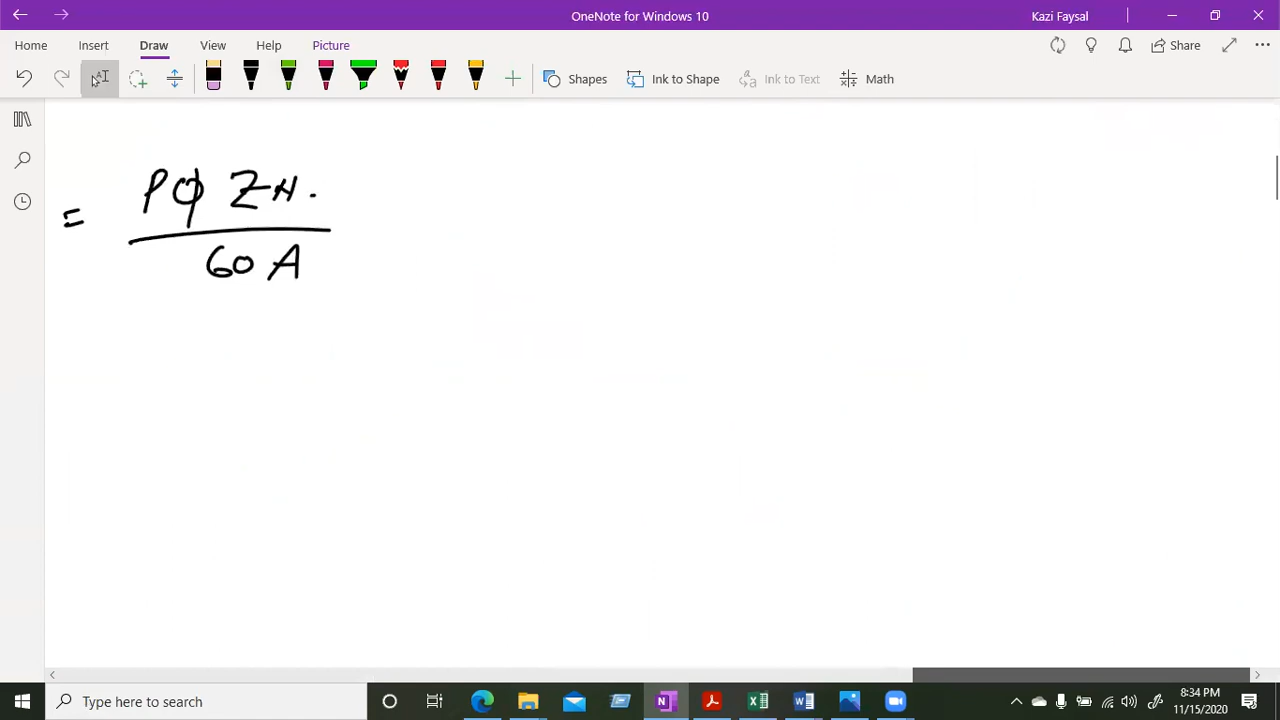 OneNote for Windows 10
Kazi Faysal
Home Insert Draw View Help Picture
Share
Shapes Ink to Shape Ink to Text Math
= PΦ ZN.
60 A
Type here to search
8:34 PM
11/15/2020